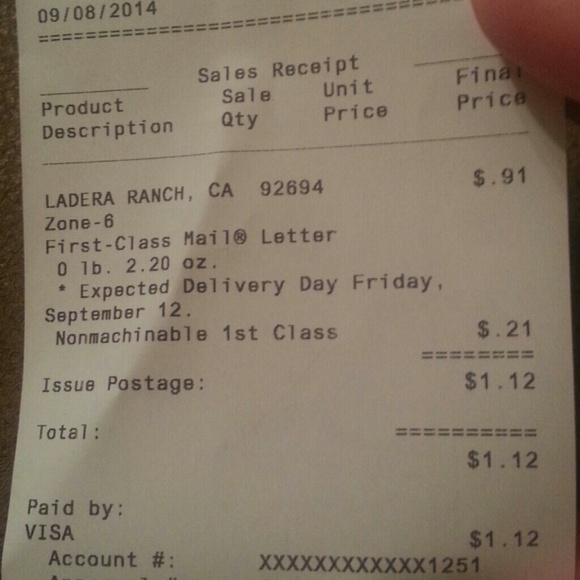 09/08/2014
==============================
Sales Receipt
Product Sale Unit Final
Description Qty Price Price
LADERA RANCH, CA 92694 $.91
Zone-6
First-Class Mail® Letter
0 lb. 2.20 oz.
* Expected Delivery Day Friday,
September 12.
Nonmachinable 1st Class $.21
========
Issue Postage: $1.12
Total: ==========
$1.12
Paid by:
VISA $1.12
Account #: XXXXXXXXXXXX1251